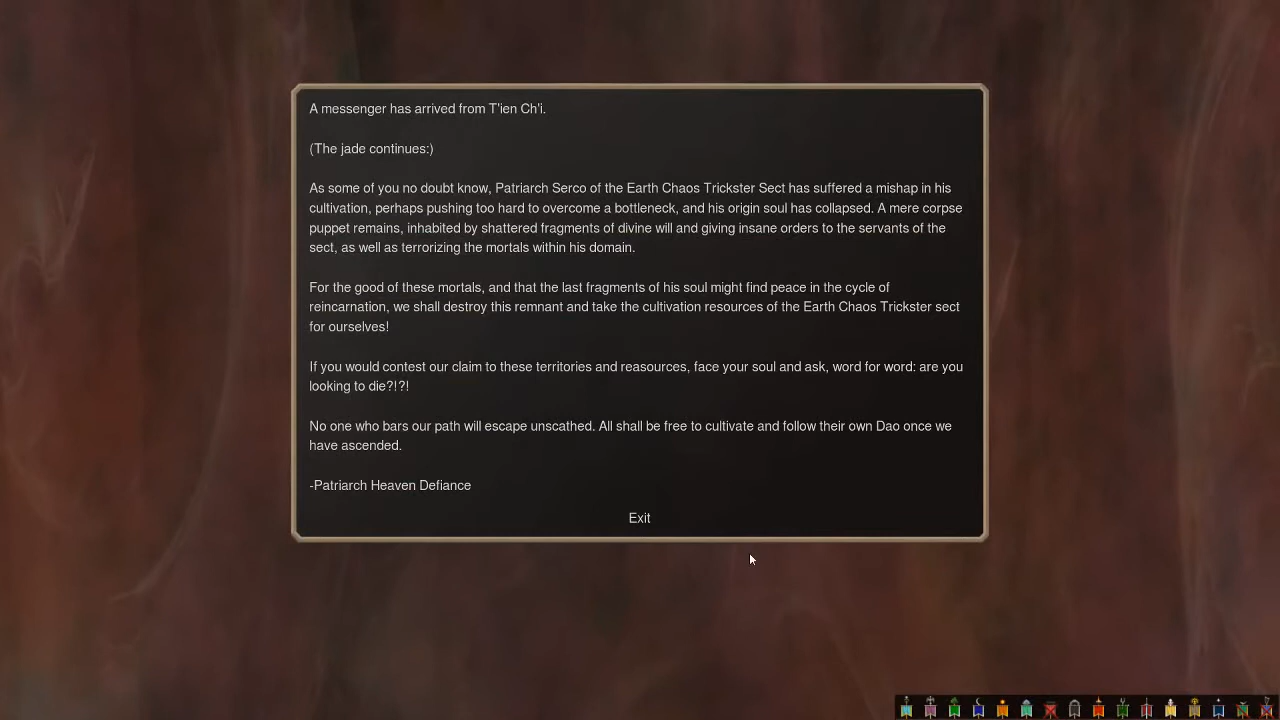 A messenger has arrived from T'ien Ch'i.
(The jade continues:)
As some of you no doubt know, Patriarch Serco of the Earth Chaos Trickster Sect has suffered a mishap in his
cultivation, perhaps pushing too hard to overcome a bottleneck, and his origin soul has collapsed. A mere corpse
puppet remains, inhabited by shattered fragments of divine will and giving insane orders to the servants of the
sect, as well as terrorizing the mortals within his domain.
For the good of these mortals, and that the last fragments of his soul might find peace in the cycle of
reincarnation, we shall destroy this remnant and take the cultivation resources of the Earth Chaos Trickster sect
for ourselves!
If you would contest our claim to these territories and reasources, face your soul and ask, word for word: are you
looking to die?!?!
No one who bars our path will escape unscathed. All shall be free to cultivate and follow their own Dao once we
have ascended.
-Patriarch Heaven Defiance
Exit